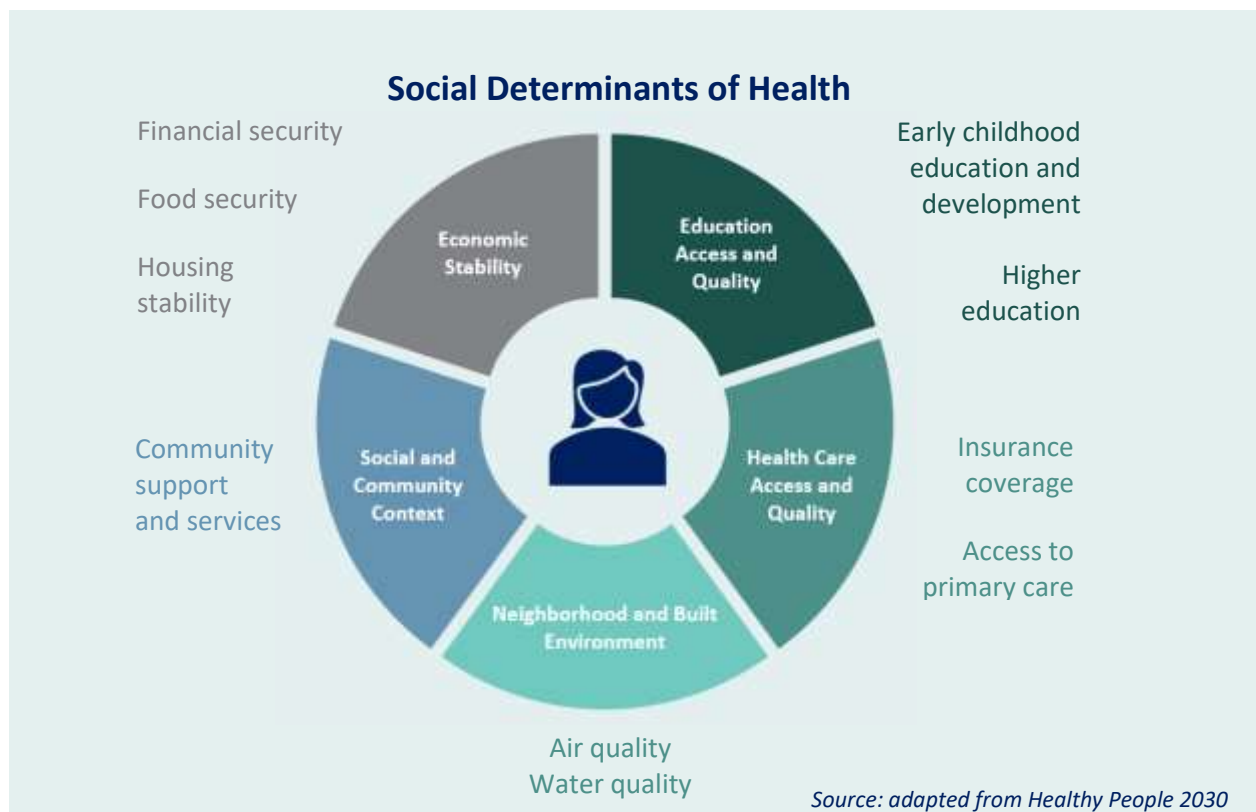 Social Determinants of Health
Financial security
Food security
Housing
stability
Early childhood
education and
development
Higher
education
Economic
Stability
Education
Access and
Quality
Community
support
and services
Social and
Community
Context
Health Care
Access and
Quality
Insurance
coverage
Access to
primary care
Neighborhood and Built
Environment
Air quality
Water quality
Source: adapted from Healthy People 2030